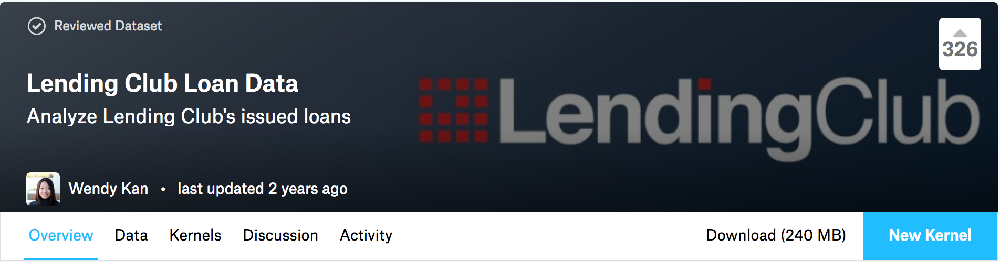 Reviewed Dataset
326
Lending Club Loan Data
Analyze Lending Club's issued loans
LendingClub
Wendy Kan • last updated 2 years ago
Overview Data Kernels Discussion Activity Download (240 MB) New Kernel